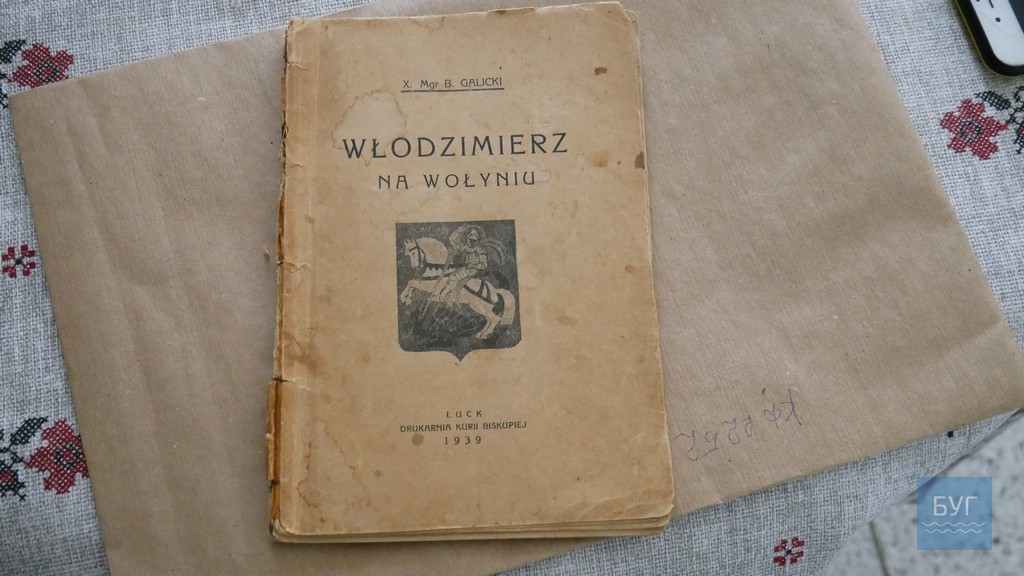 X. Mgr B. GALICKI
WŁODZIMIERZ
NA WOŁYNIU
ŁUCK
DRUKARNIA KURII BISKUPIEJ
1939
БУГ